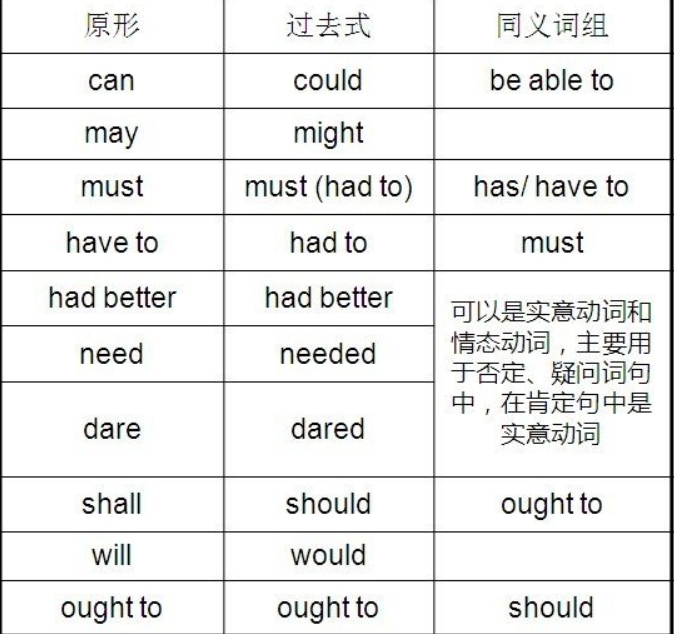 原形 过去式 同义词组
can could be able to
may might
must must (had to) has/ have to
have to had to must
had better had better
可以是实意动词和
情态动词，主要用
于否定、疑问词句
中，在肯定句中是
实意动词
need needed
dare dared
shall should ought to
will would
ought to ought to should